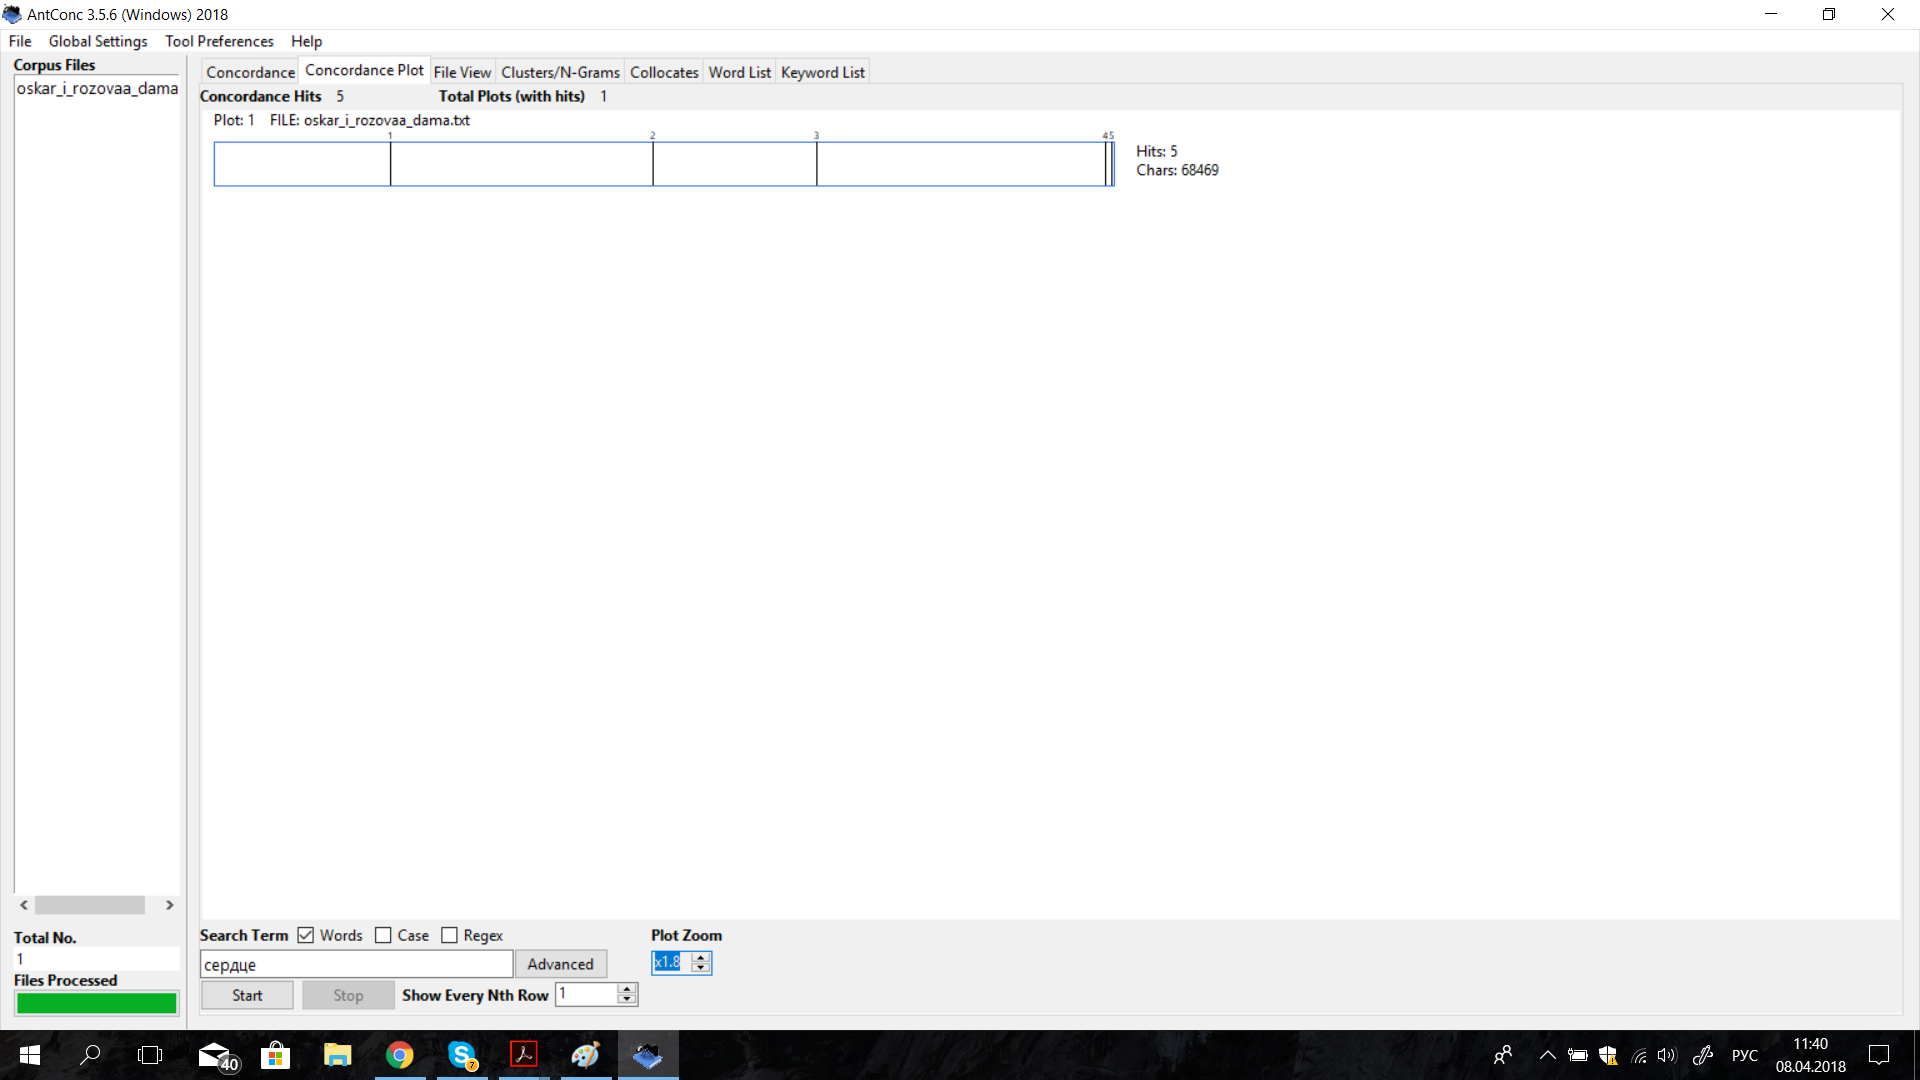 AntConc 3.5.6 (Windows) 2018
File Global Settings Tool Preferences Help
Corpus Files
oskar_i_rozovaa_dama
Concordance Concordance Plot File View Clusters/N-Grams Collocates Word List Keyword List
Concordance Hits 5 Total Plots (with hits) 1
Plot: 1 FILE: oskar_i_rozovaa_dama.txt
1 2 3 45
Hits: 5
Chars: 68469
Total No.
1
Files Processed
Search Term Words Case Regex
сердце Advanced
Start Stop Show Every Nth Row 1
Plot Zoom
x1.8
40
7
РУС
11:40
08.04.2018